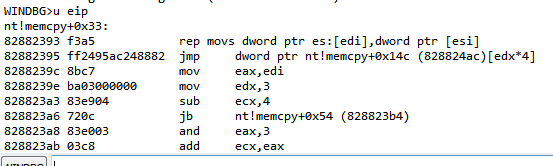 WINDBG>u eip
nt!memcpy+0x33:
82882393 f3a5 rep movs dword ptr es:[edi],dword ptr [esi]
82882395 ff2495ac248882 jmp dword ptr nt!memcpy+0x14c (828824ac)[edx*4]
8288239c 8bc7 mov eax,edi
8288239e ba03000000 mov edx,3
828823a3 83e904 sub ecx,4
828823a6 720c jb nt!memcpy+0x54 (828823b4)
828823a8 83e003 and eax,3
828823ab 03c8 add ecx,eax